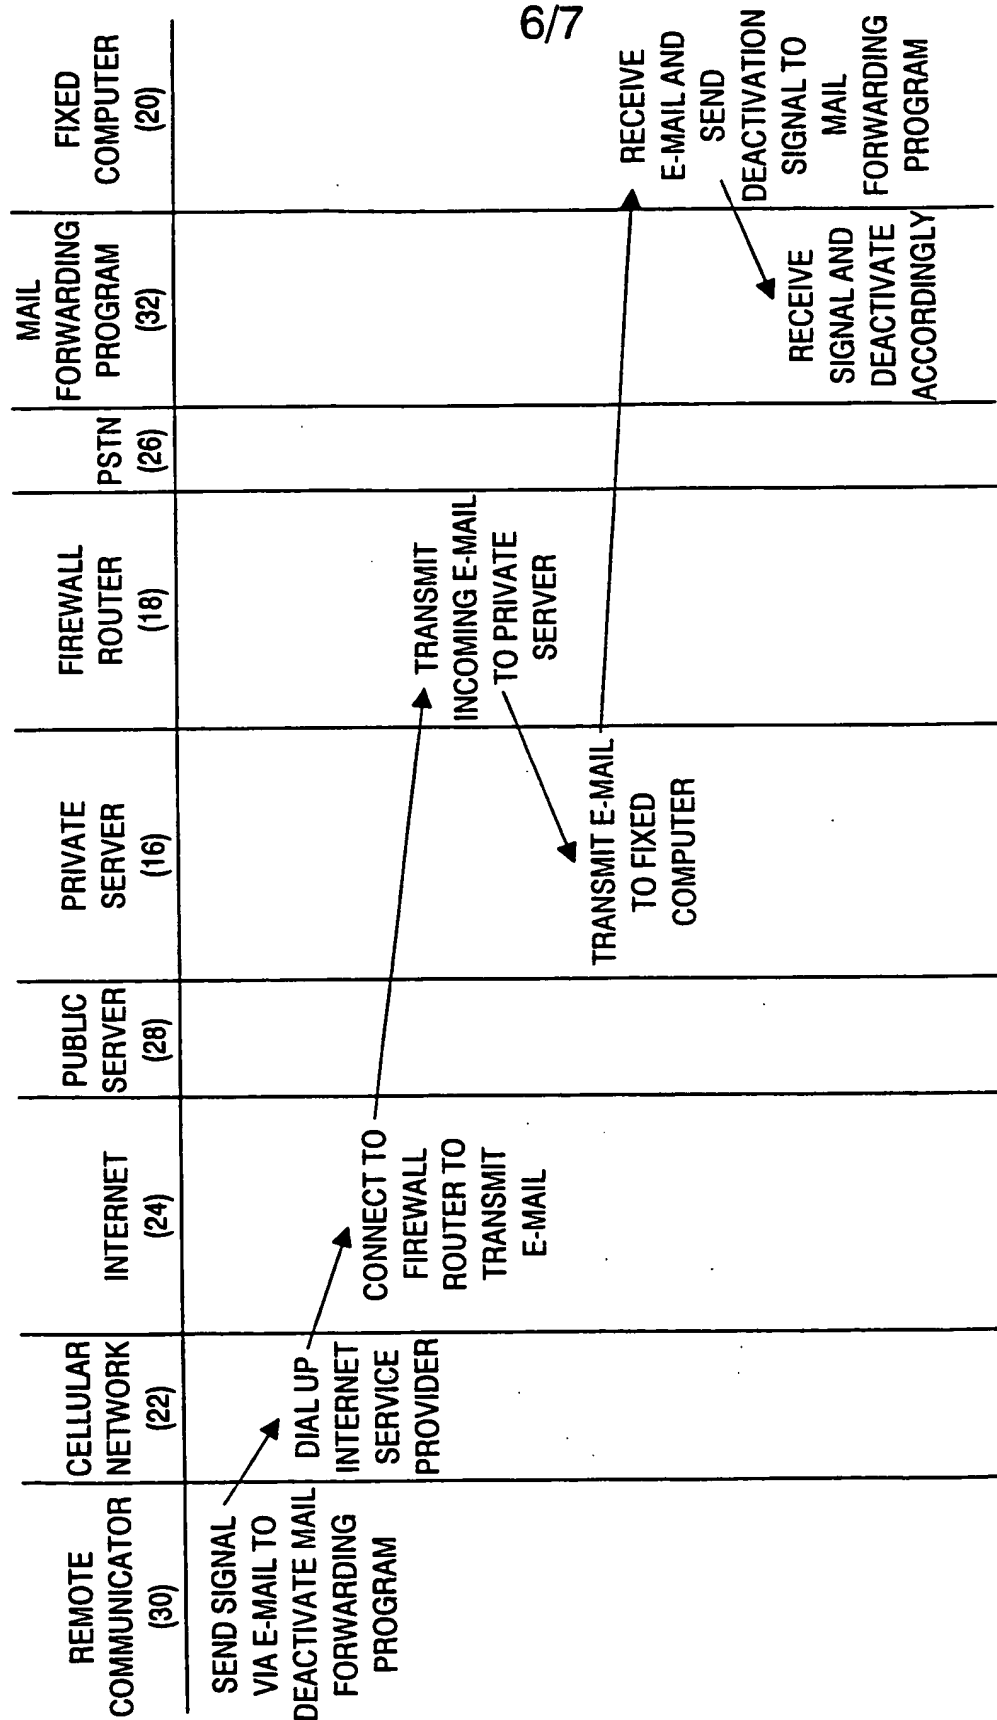 6/7
REMOTE
COMMUNICATOR
(30)
CELLULAR
NETWORK
(22)
INTERNET
(24)
PUBLIC
SERVER
(28)
PRIVATE
SERVER
(16)
FIREWALL
ROUTER
(18)
PSTN
(26)
MAIL
FORWARDING
PROGRAM
(32)
FIXED
COMPUTER
(20)
SEND SIGNAL
VIA E-MAIL TO
DEACTIVATE MAIL
FORWARDING
PROGRAM
DIAL UP
INTERNET
SERVICE
PROVIDER
CONNECT TO
FIREWALL
ROUTER TO
TRANSMIT
E-MAIL
TRANSMIT
INCOMING E-MAIL
TO PRIVATE
SERVER
TRANSMIT E-MAIL
TO FIXED
COMPUTER
RECEIVE
E-MAIL AND
SEND
DEACTIVATION
SIGNAL TO
MAIL
FORWARDING
PROGRAM
RECEIVE
SIGNAL AND
DEACTIVATE
ACCORDINGLY